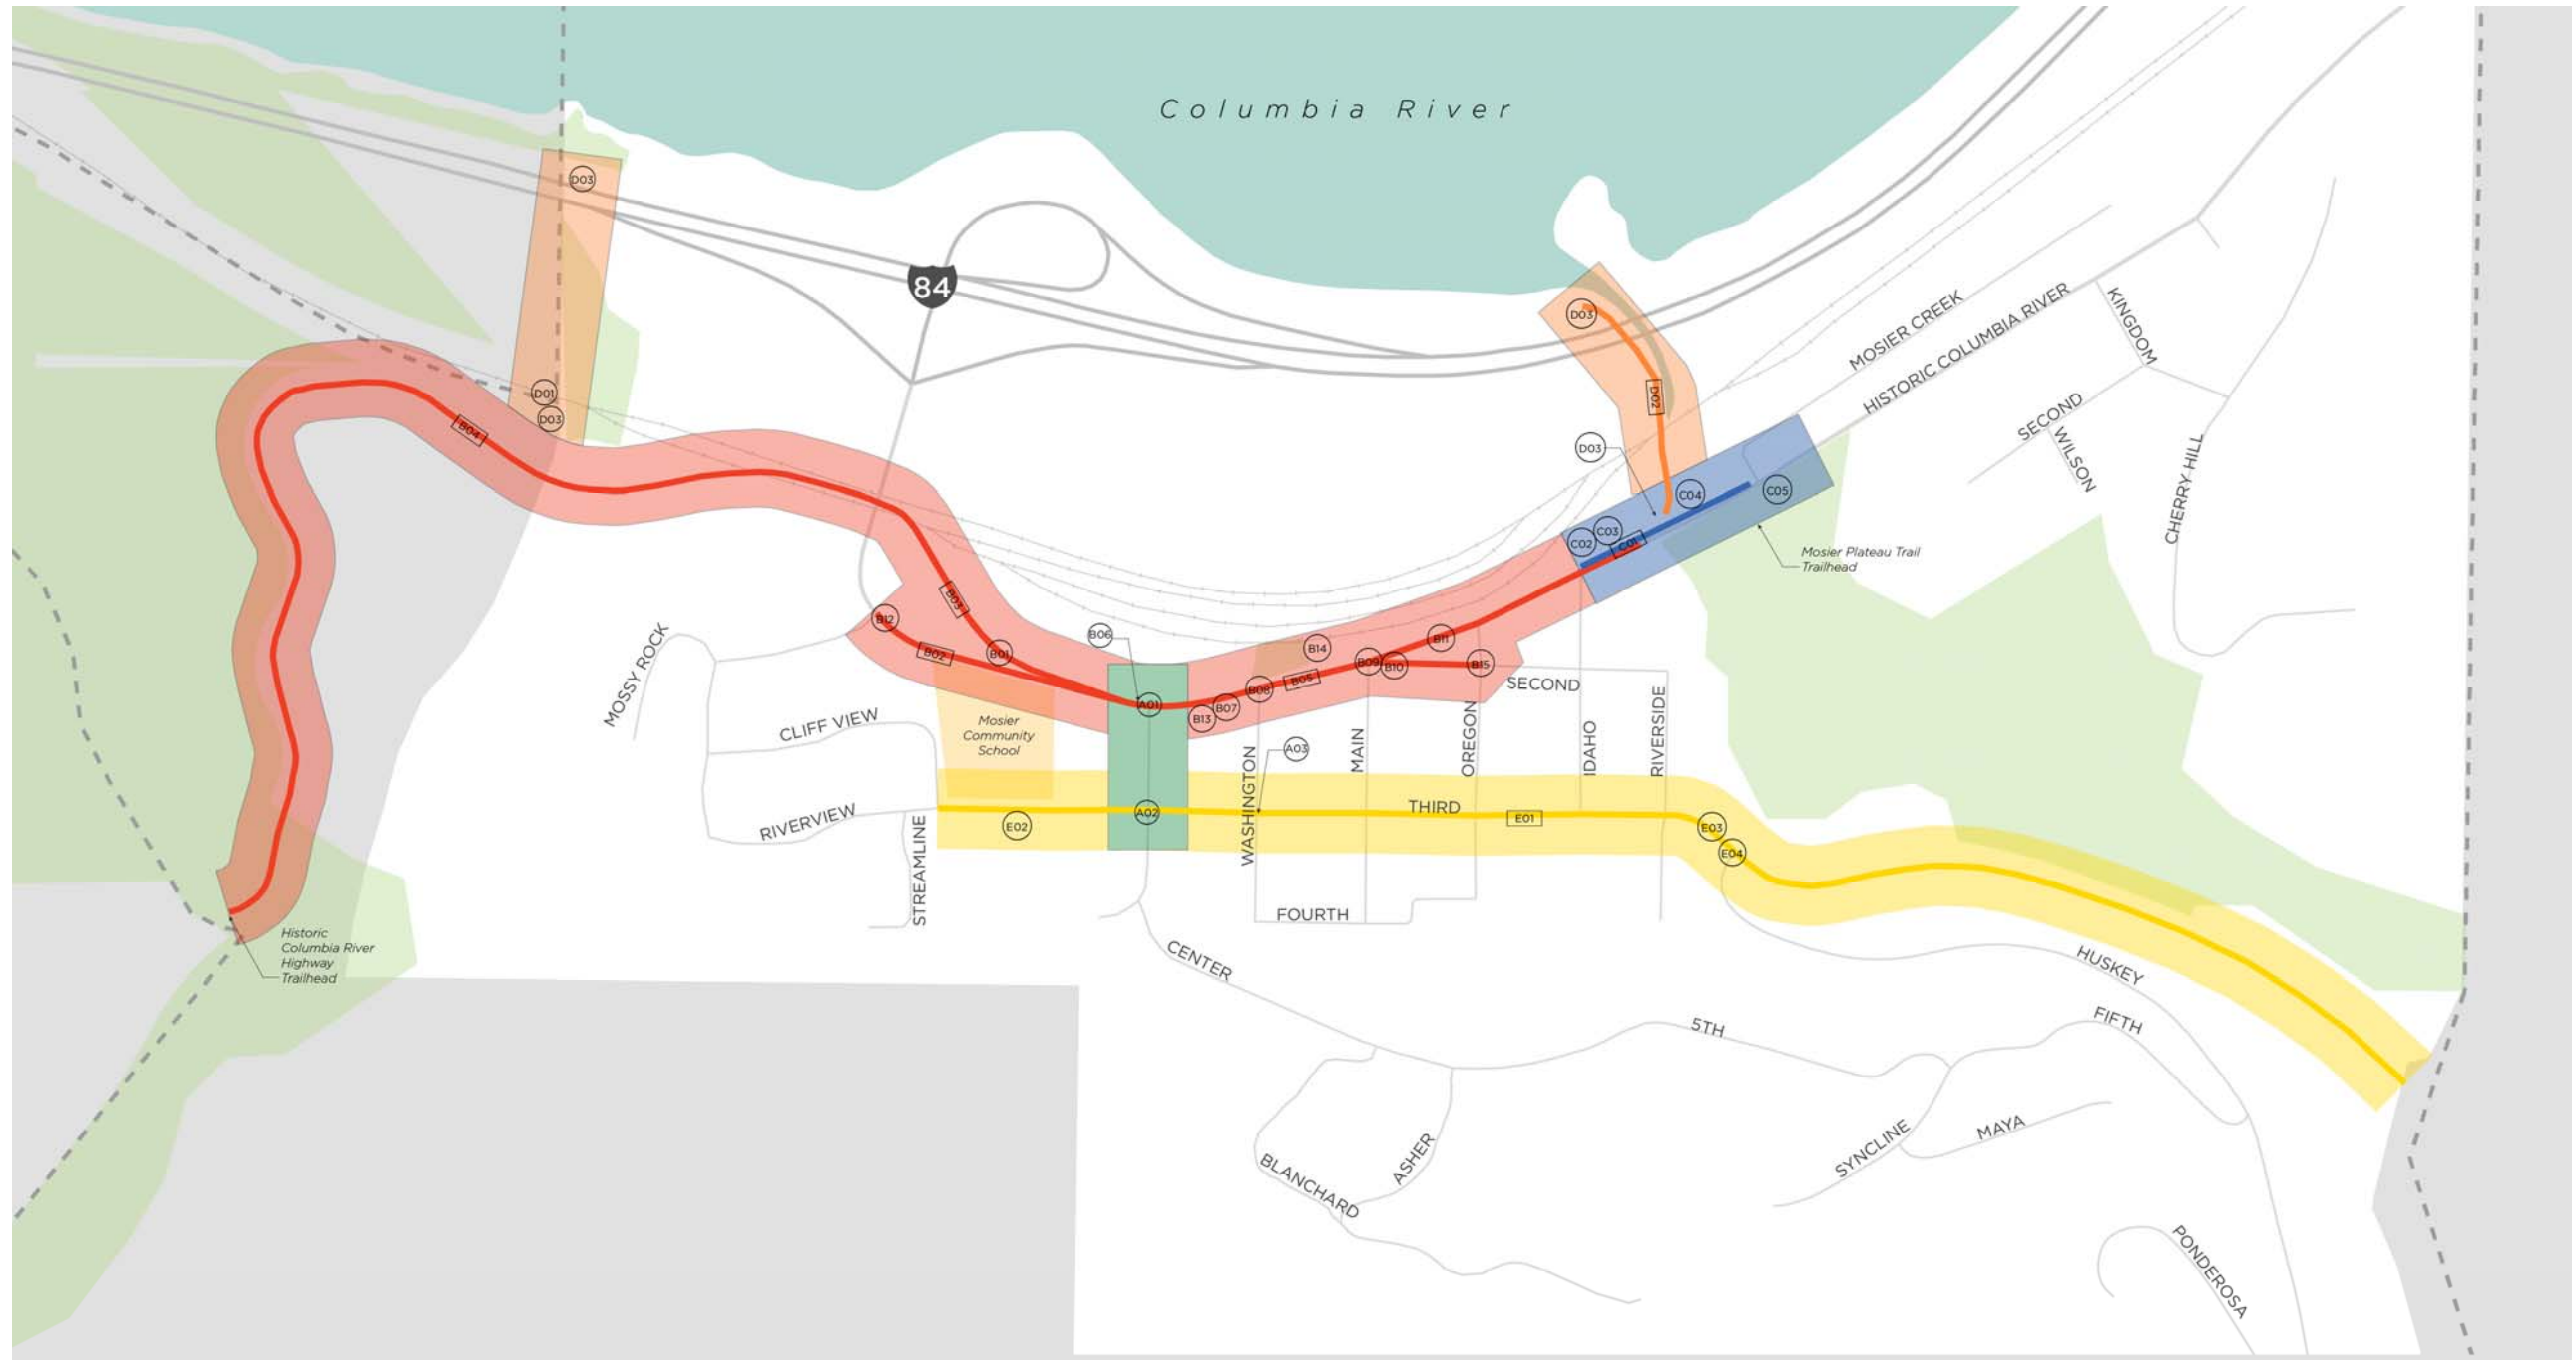 Columbia River
D03
84
KINGDOM
MOSIER CREEK
HISTORIC COLUMBIA RIVER
D03
D02
D01
D03
B04
SECOND
WILSON
CHERRY HILL
D03
C04
C05
C03
C02
C01
Mosier Plateau Trail
Trailhead
B03
B12
B02
B01
B06
B14
B11
B09
B10
B15
B05
B08
B07
B13
A01
SECOND
MOSSY ROCK
CLIFF VIEW
Mosier
Community
School
A03
WASHINGTON
MAIN
OREGON
IDAHO
RIVERSIDE
RIVERVIEW
STREAMLINE
E02
A02
THIRD
E01
E03
E04
FOURTH
Historic
Columbia River
Highway
Trailhead
CENTER
HUSKEY
5TH
FIFTH
BLANCHARD
ASHER
SYNCLINE
MAYA
PONDEROSA